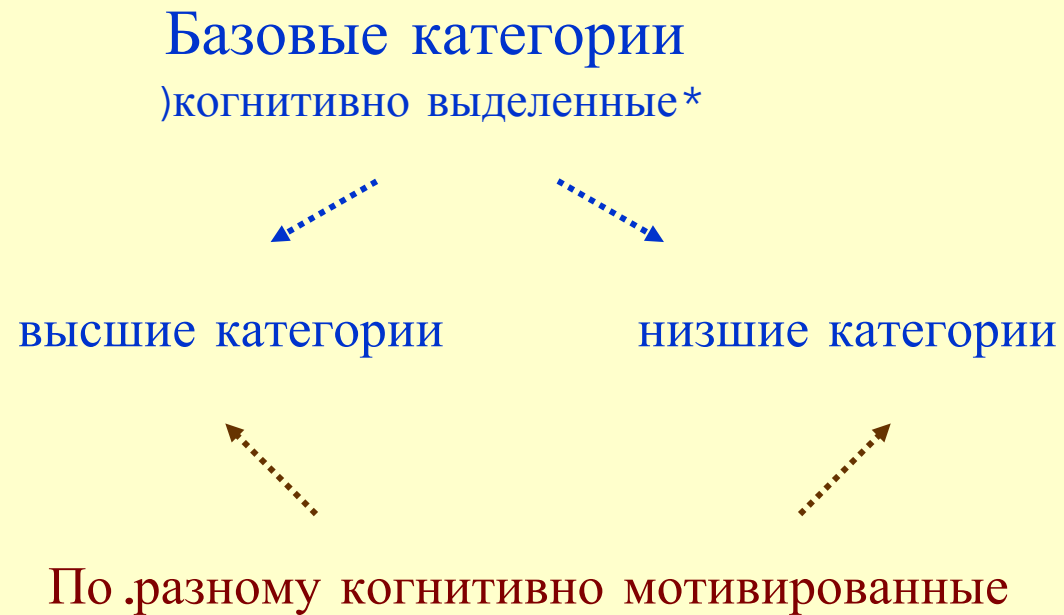 Базовые категории
)когнитивно выделенные*
высшие категории
низшие категории
По .разному когнитивно мотивированные